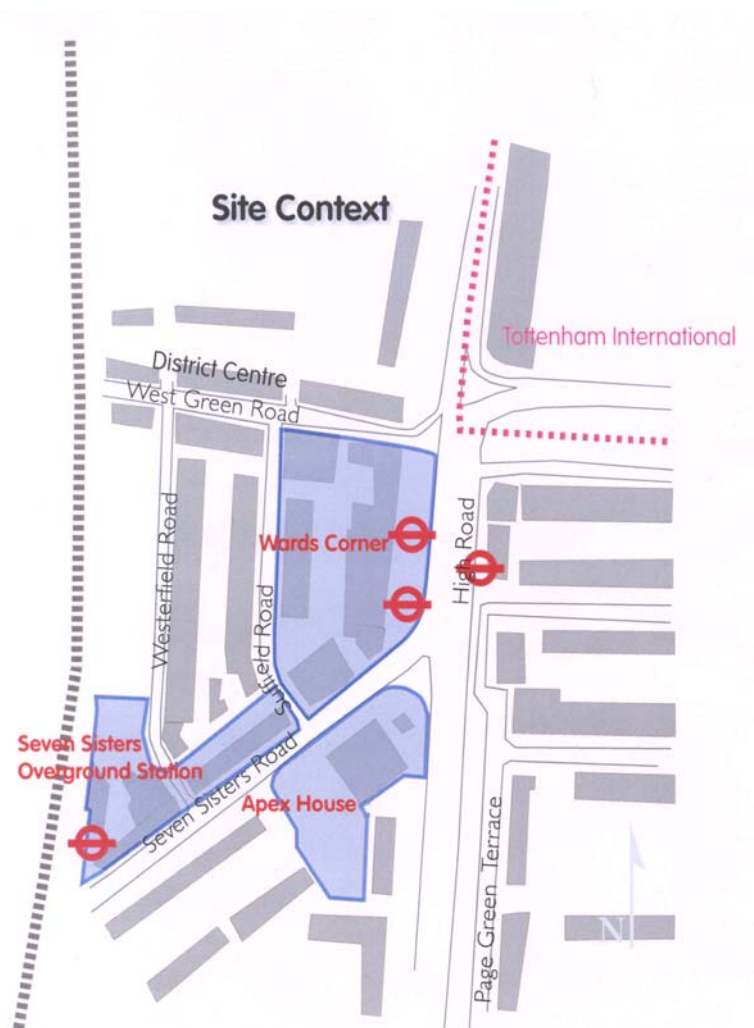 Site Context
Tottenham International
District Centre
West Green Road
Wards Corner
High Road
Westerfield Road
Suffield Road
Seven Sisters
Overground Station
Seven Sisters Road
Apex House
Page Green Terrace
N